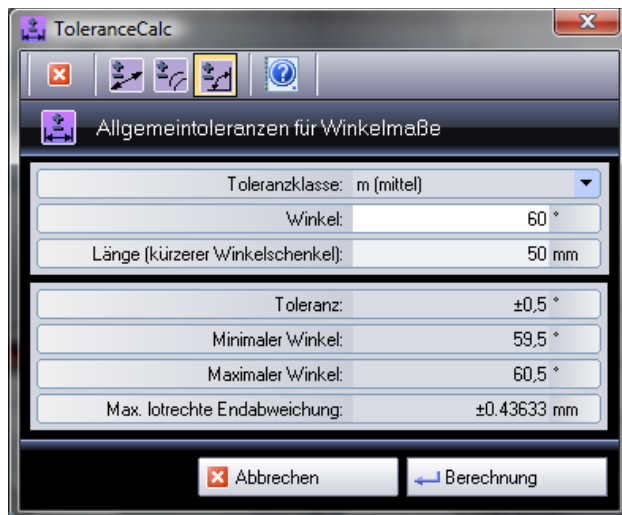 ToleranceCalc
Allgemeintoleranzen für Winkelmaße
Toleranzklasse: m (mittel)
Winkel: 60 °
Länge (kürzerer Winkelschenkel): 50 mm
Toleranz: ±0,5 °
Minimaler Winkel: 59,5 °
Maximaler Winkel: 60,5 °
Max. lotrechte Endabweichung: ±0.43633 mm
Abbrechen
Berechnung